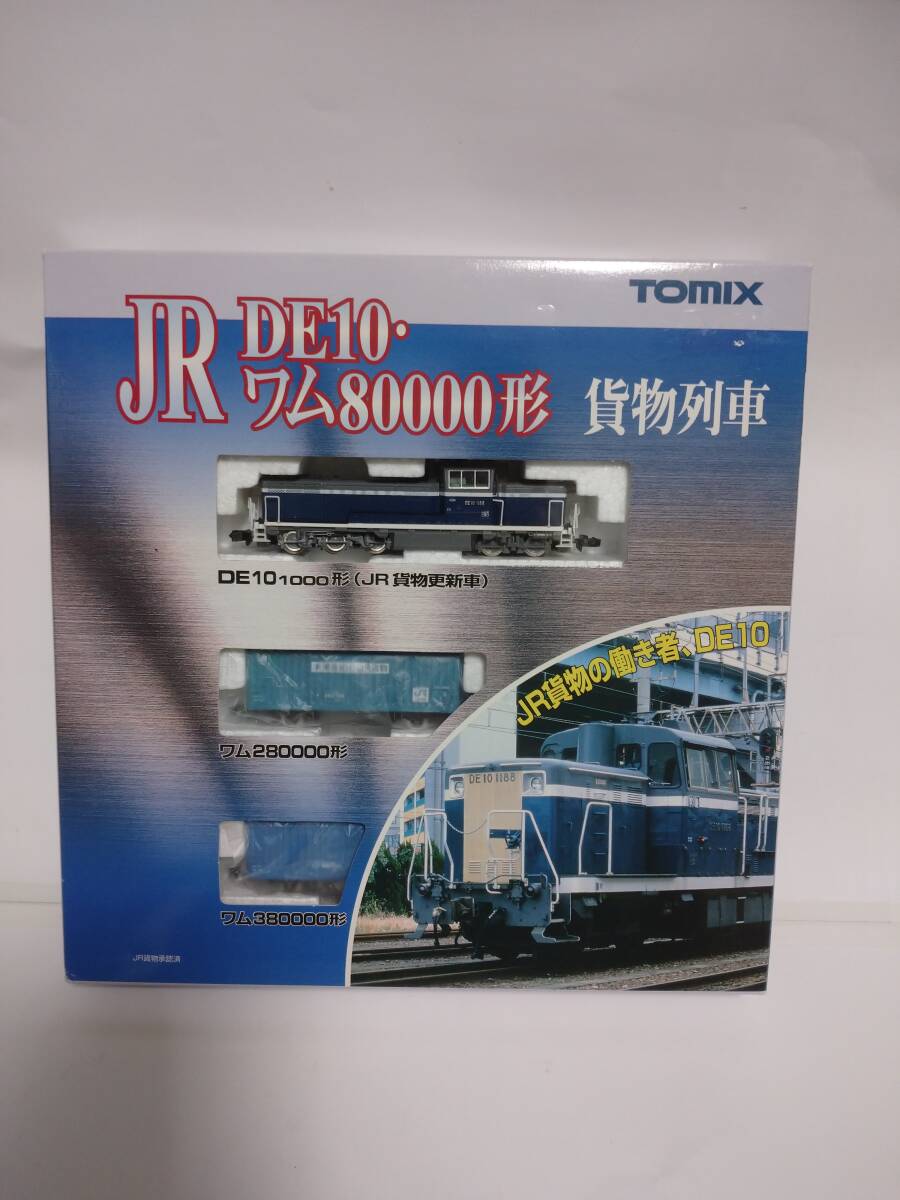 TOMIX
JR DE10・
ワム80000形 貨物列車
DE10 1188
DE10 1000形(JR貨物更新車)
JR貨物の働き者、DE10
ワム280000形
DE10 1188
ワム380000形
JR貨物承認済